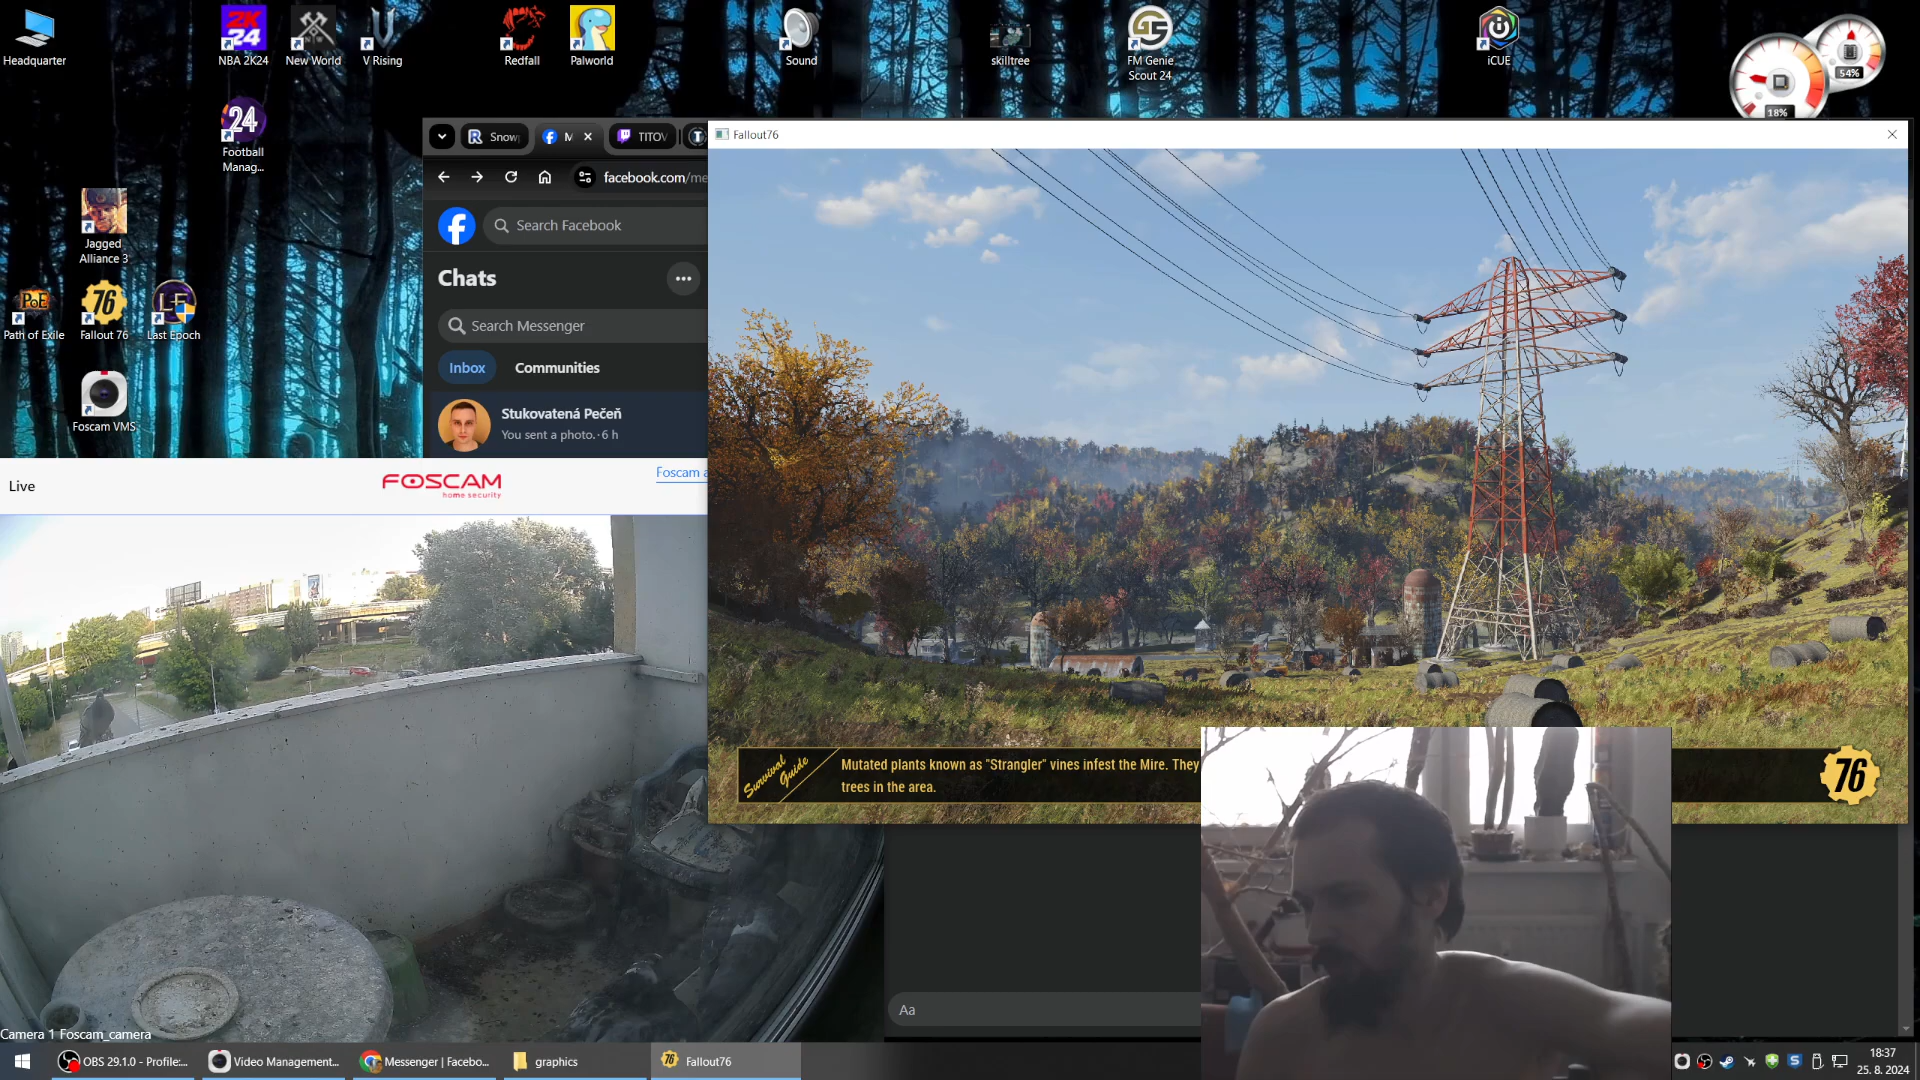 Headquarter
NBA 2K24
New World
V Rising
Redfall
Palworld
Sound
skilltree
FM Genie
Scout 24
iCUE
54%
18%
24
Football
Manag...
Jagged
Alliance 3
Path of Exile
Fallout 76
Last Epoch
Foscam VMS
Snow
M
TITOV
facebook.com/me
Search Facebook
Chats
Search Messenger
Inbox
Communities
Stukovatená Pečeň
You sent a photo. · 6 h
Fallout76
Survival
Guide
Mutated plants known as "Strangler" vines infest the Mire. They
trees in the area.
76
Live
FOSCAM
home security
Foscam a
Camera 1 Foscam_camera
Aa
OBS 29.1.0 - Profile:...
Video Management...
Messenger | Facebo...
graphics
Fallout76
18:37
25. 8. 2024